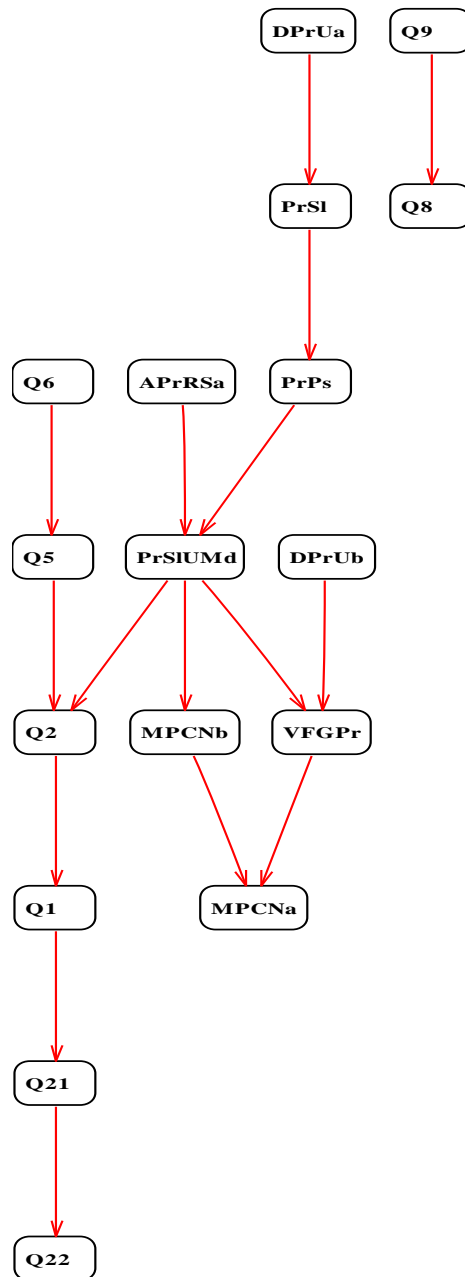 DPrUa
Q9
PrSl
Q8
Q6
APrRSa
PrPs
Q5
PrSlUMd
DPrUb
Q2
MPCNb
VFGPr
Q1
MPCNa
Q21
Q22